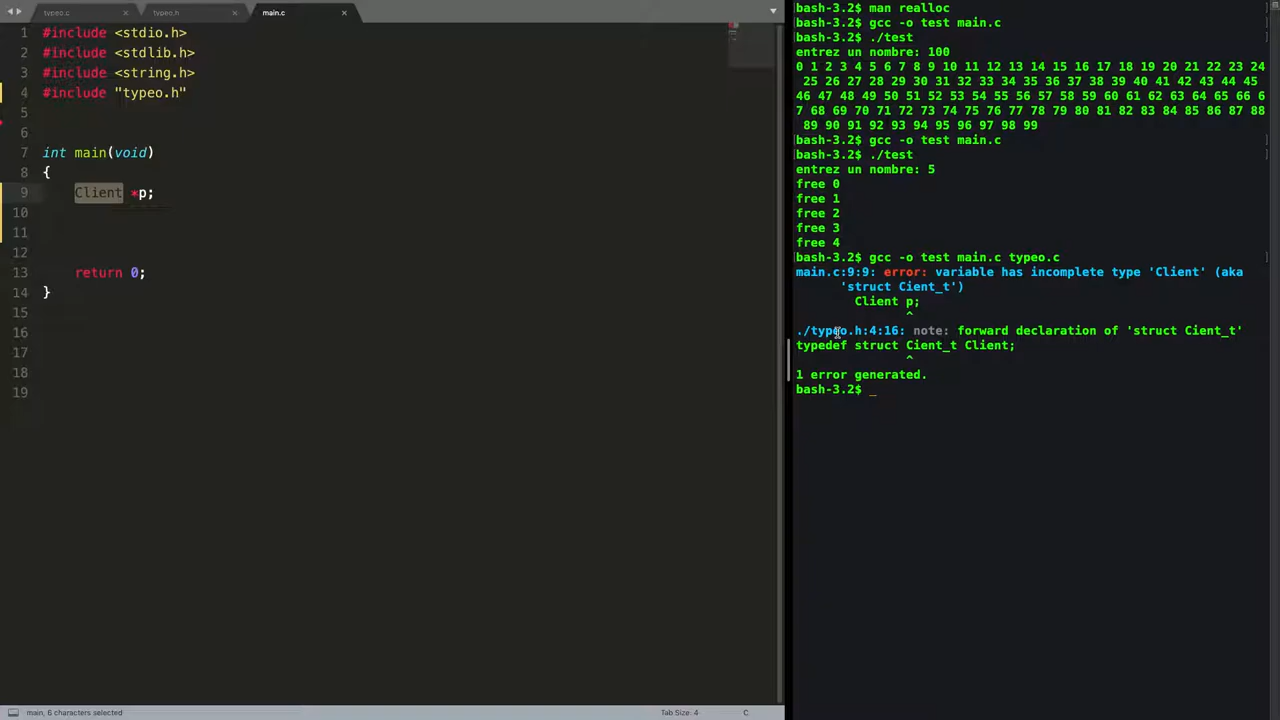 typeo.c
typeo.h
main.c
1 #include <stdio.h>
2 #include <stdlib.h>
3 #include <string.h>
4 #include "typeo.h"
5
6
7 int main(void)
8 {
9 Client *p;
10
11
12
13 return 0;
14 }
15
16
17
18
19
main, 6 characters selected
Tab Size: 4
C
bash-3.2$ man realloc
bash-3.2$ gcc -o test main.c
bash-3.2$ ./test
entrez un nombre: 100
0 1 2 3 4 5 6 7 8 9 10 11 12 13 14 15 16 17 18 19 20 21 22 23 24
25 26 27 28 29 30 31 32 33 34 35 36 37 38 39 40 41 42 43 44 45
46 47 48 49 50 51 52 53 54 55 56 57 58 59 60 61 62 63 64 65 66 6
7 68 69 70 71 72 73 74 75 76 77 78 79 80 81 82 83 84 85 86 87 88
89 90 91 92 93 94 95 96 97 98 99
bash-3.2$ gcc -o test main.c
bash-3.2$ ./test
entrez un nombre: 5
free 0
free 1
free 2
free 3
free 4
bash-3.2$ gcc -o test main.c typeo.c
main.c:9:9: error: variable has incomplete type 'Client' (aka
'struct Cient_t')
Client p;
^
./typeo.h:4:16: note: forward declaration of 'struct Cient_t'
typedef struct Cient_t Client;
^
1 error generated.
bash-3.2$ _